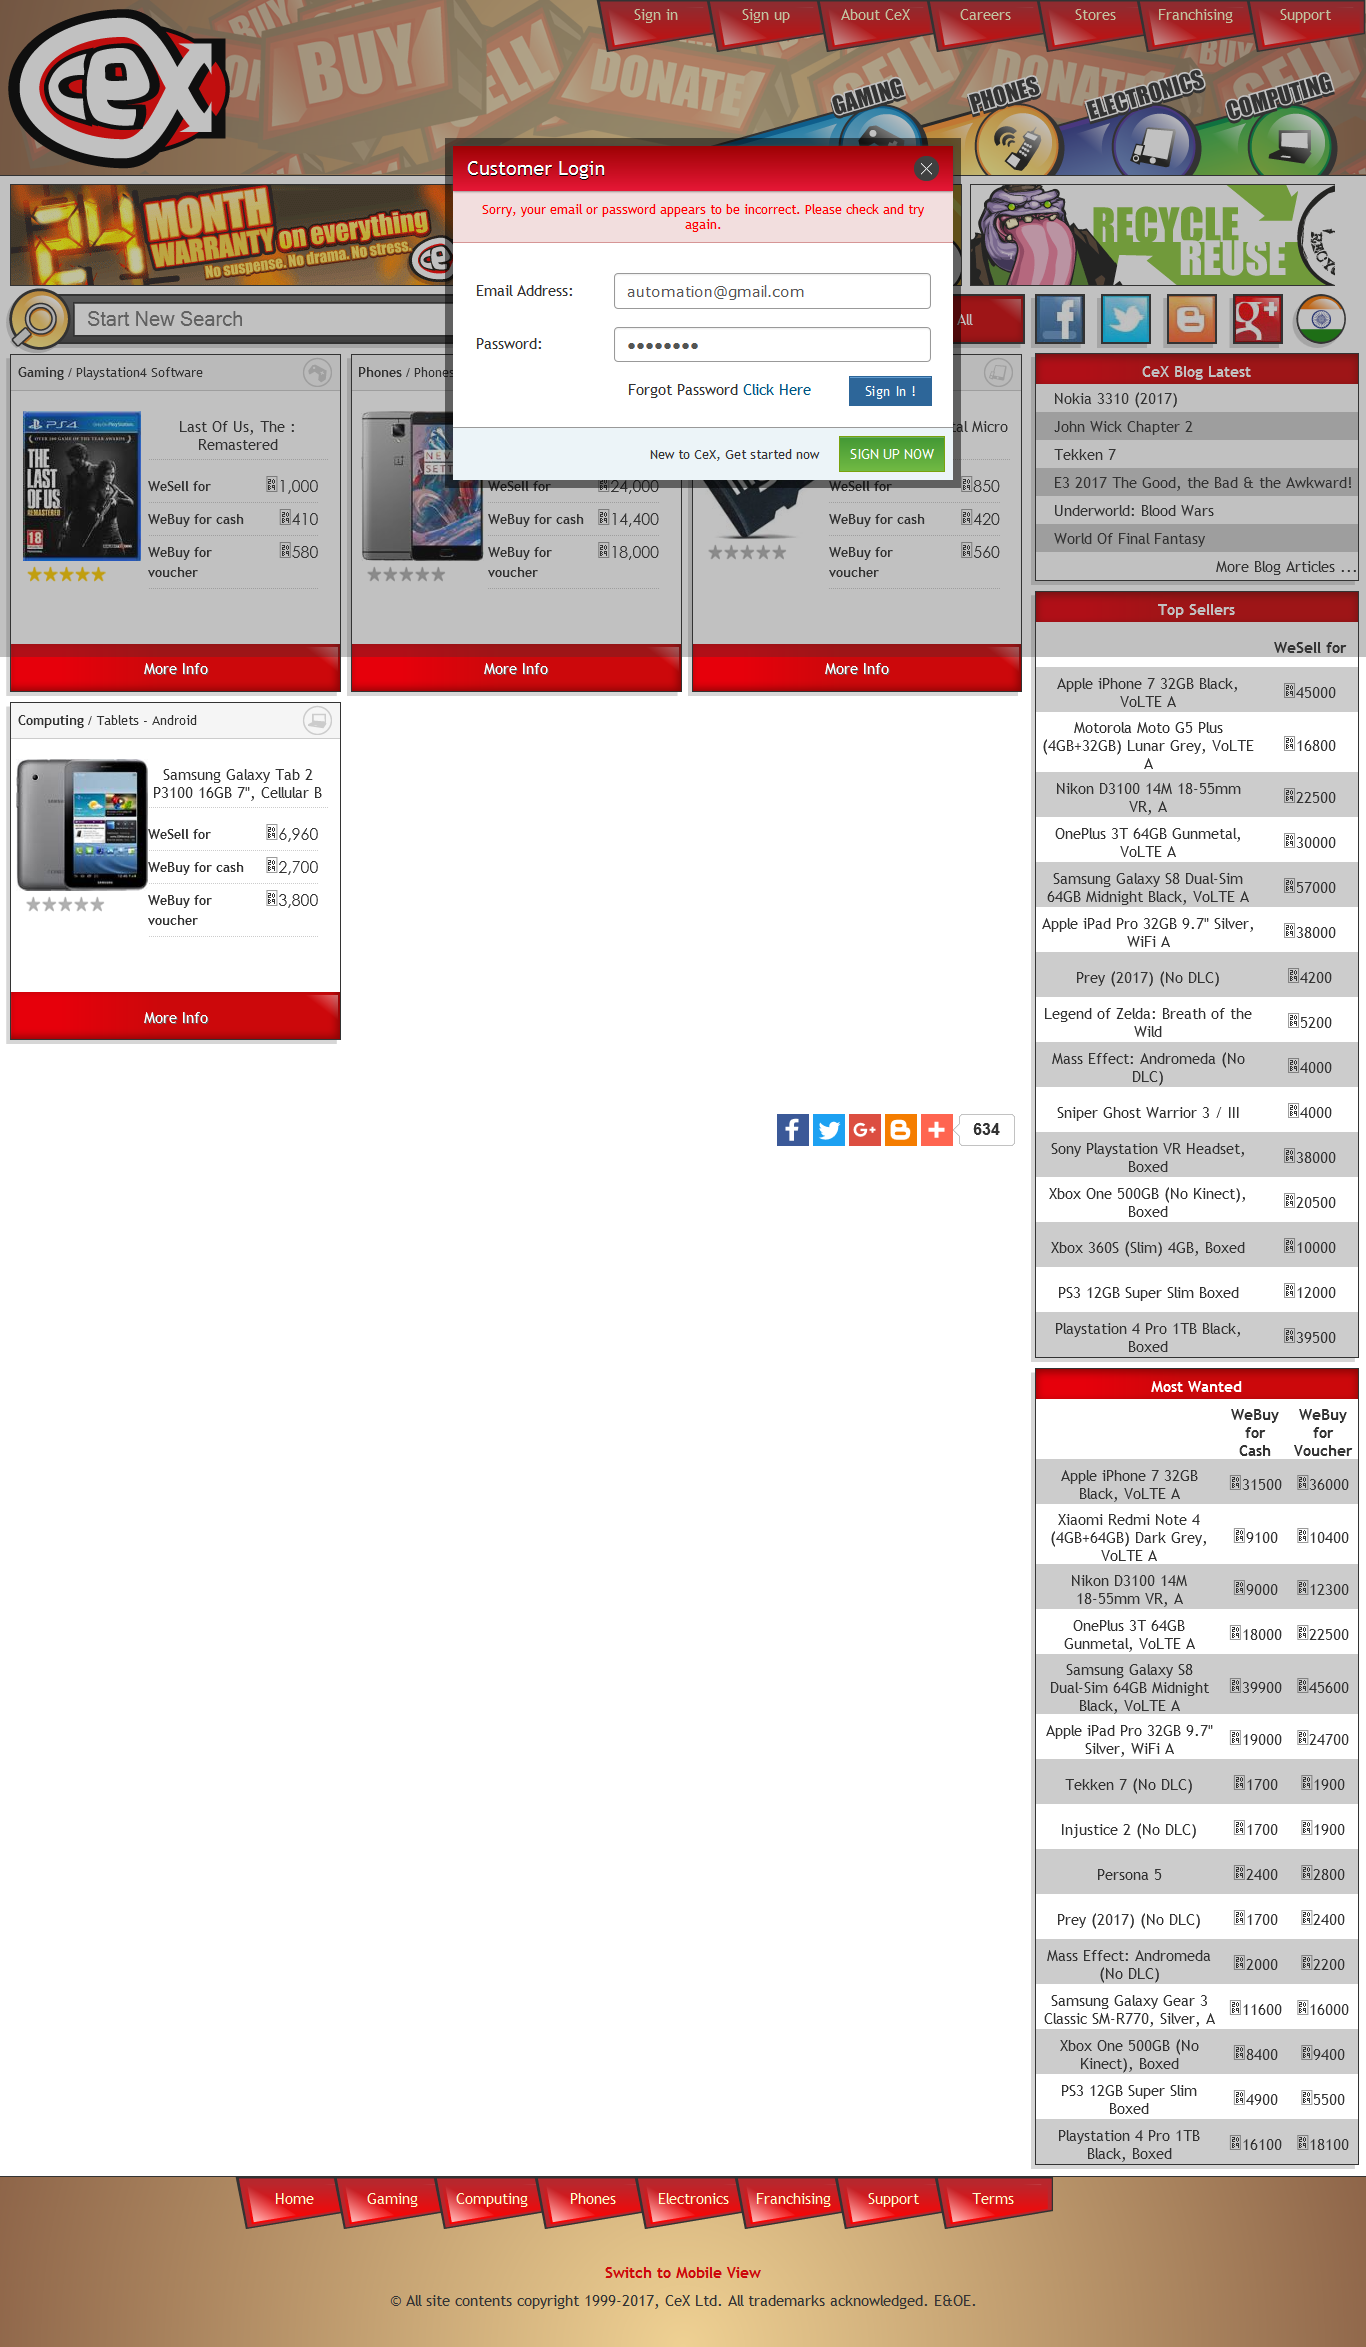 Sign in
Sign up
About CeX
Careers
Stores
Franchising
Support
CeX
BUY
SELL
DONATE
SELL
BUY
DONATE
GAMING
PHONES
ELECTRONICS
COMPUTING
24 MONTH
WARRANTY on everything
No suspense. No drama. No stress.
RECYCLE
REUSE
Customer Login
Sorry, your email or password appears to be incorrect. Please check and try
again.
Email Address:
automation@gmail.com
Password:
••••••••
Forgot Password Click Here
Sign In !
New to CeX, Get started now
SIGN UP NOW
Start New Search
All
Gaming / Playstation4 Software
PS4
THE LAST OF US
REMASTERED
18
Last Of Us, The :
Remastered
WeSell for 1,000
WeBuy for cash 410
WeBuy for
voucher 580
More Info
Phones / Phones
NEVER
SETT
WeSell for 24,000
WeBuy for cash 14,400
WeBuy for
voucher 18,000
More Info
tal Micro
WeSell for 850
WeBuy for cash 420
WeBuy for
voucher 560
More Info
Computing / Tablets - Android
Samsung Galaxy Tab 2
P3100 16GB 7", Cellular B
WeSell for 6,960
WeBuy for cash 2,700
WeBuy for
voucher 3,800
More Info
634
CeX Blog Latest
Nokia 3310 (2017)
John Wick Chapter 2
Tekken 7
E3 2017 The Good, the Bad & the Awkward!
Underworld: Blood Wars
World Of Final Fantasy
More Blog Articles ...
Top Sellers
WeSell for
Apple iPhone 7 32GB Black,
VoLTE A 45000
Motorola Moto G5 Plus
(4GB+32GB) Lunar Grey, VoLTE
A 16800
Nikon D3100 14M 18-55mm
VR, A 22500
OnePlus 3T 64GB Gunmetal,
VoLTE A 30000
Samsung Galaxy S8 Dual-Sim
64GB Midnight Black, VoLTE A 57000
Apple iPad Pro 32GB 9.7" Silver,
WiFi A 38000
Prey (2017) (No DLC) 4200
Legend of Zelda: Breath of the
Wild 5200
Mass Effect: Andromeda (No
DLC) 4000
Sniper Ghost Warrior 3 / III 4000
Sony Playstation VR Headset,
Boxed 38000
Xbox One 500GB (No Kinect),
Boxed 20500
Xbox 360S (Slim) 4GB, Boxed 10000
PS3 12GB Super Slim Boxed 12000
Playstation 4 Pro 1TB Black,
Boxed 39500
Most Wanted
WeBuy for Cash
WeBuy for Voucher
Apple iPhone 7 32GB
Black, VoLTE A 31500 36000
Xiaomi Redmi Note 4
(4GB+64GB) Dark Grey,
VoLTE A 9100 10400
Nikon D3100 14M
18-55mm VR, A 9000 12300
OnePlus 3T 64GB
Gunmetal, VoLTE A 18000 22500
Samsung Galaxy S8
Dual-Sim 64GB Midnight
Black, VoLTE A 39900 45600
Apple iPad Pro 32GB 9.7"
Silver, WiFi A 19000 24700
Tekken 7 (No DLC) 1700 1900
Injustice 2 (No DLC) 1700 1900
Persona 5 2400 2800
Prey (2017) (No DLC) 1700 2400
Mass Effect: Andromeda
(No DLC) 2000 2200
Samsung Galaxy Gear 3
Classic SM-R770, Silver, A 11600 16000
Xbox One 500GB (No
Kinect), Boxed 8400 9400
PS3 12GB Super Slim
Boxed 4900 5500
Playstation 4 Pro 1TB
Black, Boxed 16100 18100
Home
Gaming
Computing
Phones
Electronics
Franchising
Support
Terms
Switch to Mobile View
© All site contents copyright 1999-2017, CeX Ltd. All trademarks acknowledged. E&OE.